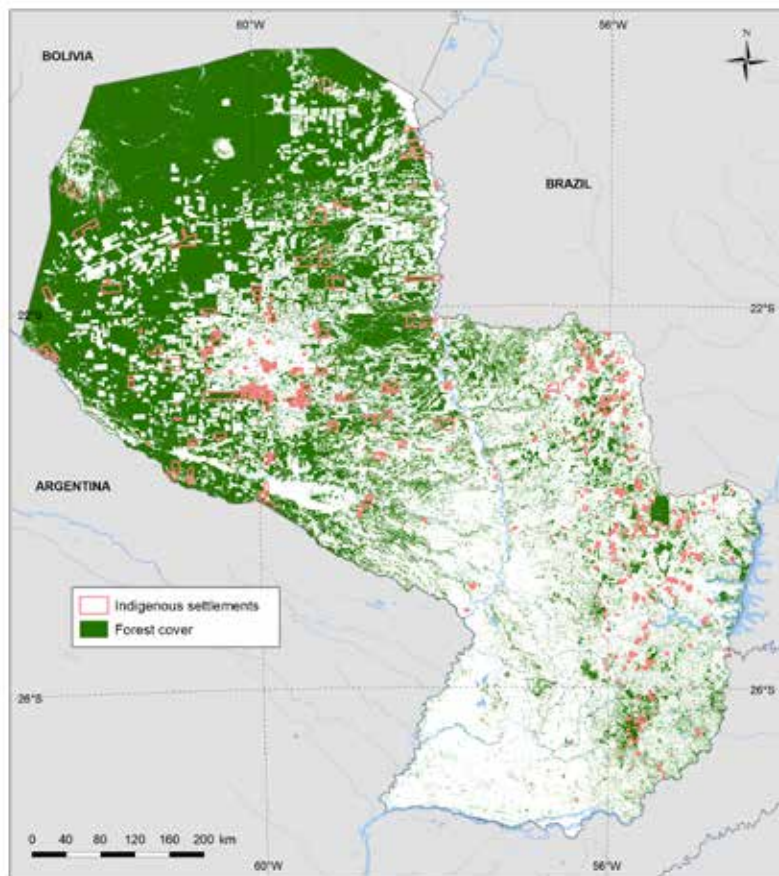 60°W
56°W
BOLIVIA
N
BRAZIL
22°S
22°S
ARGENTINA
Indigenous settlements
Forest cover
26°S
26°S
0 40 80 120 160 200 km
60°W
56°W